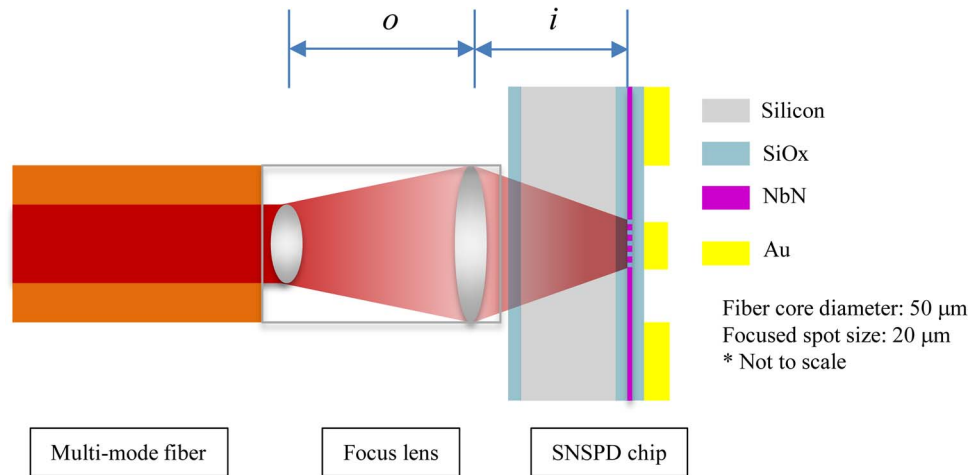 o
i
Silicon
SiOx
NbN
Au
Fiber core diameter: 50 μm
Focused spot size: 20 μm
* Not to scale
Multi-mode fiber
Focus lens
SNSPD chip